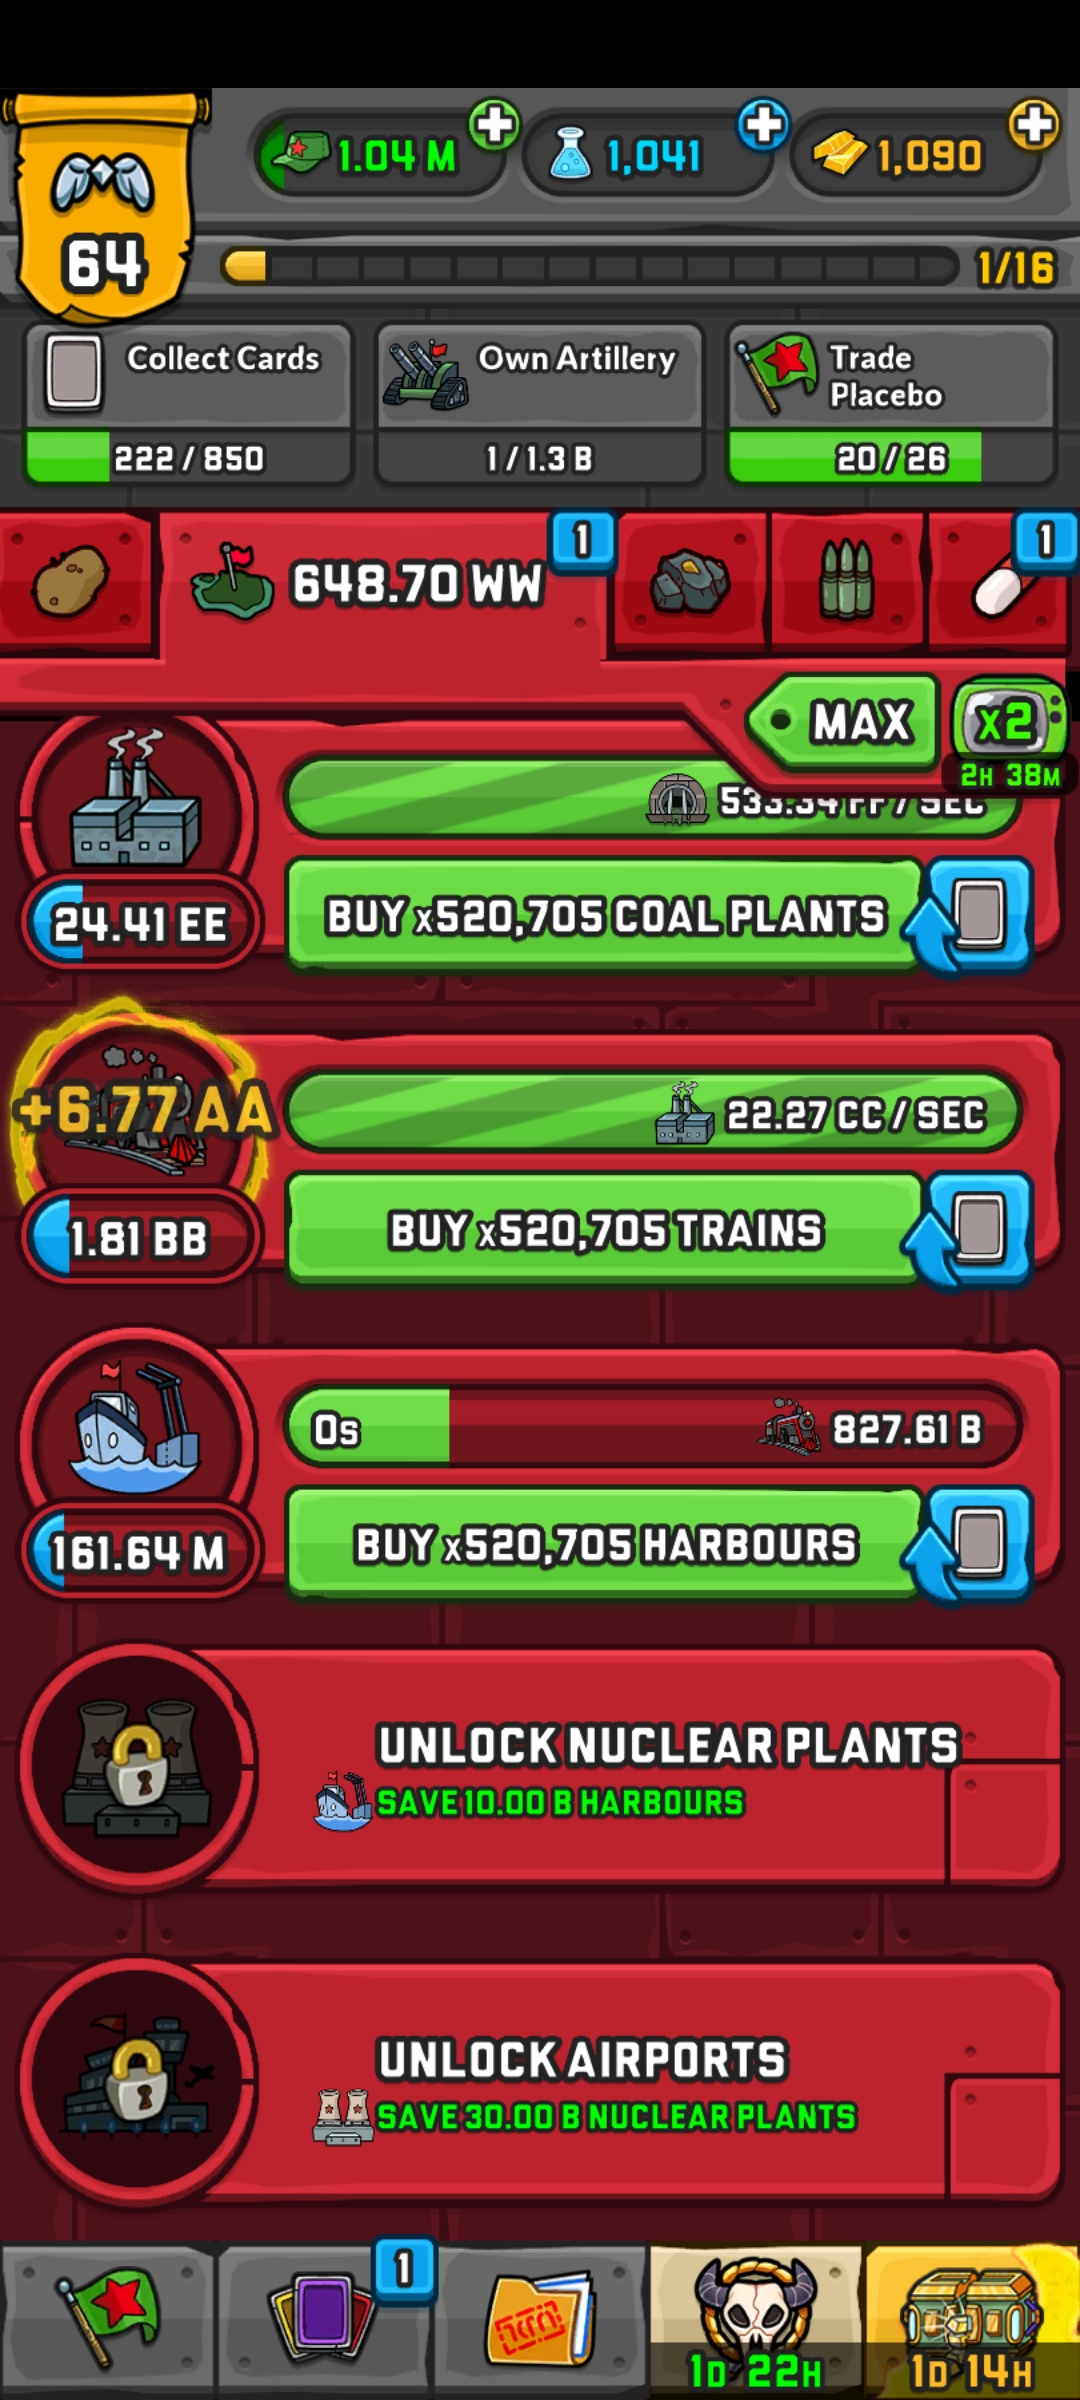 1.04 M
1,041
1,090
64
1/16
Collect Cards
222 / 850
Own Artillery
1 / 1.3 B
Trade
Placebo
20 / 26
648.70 WW
1
1
MAX
x2
2H 38M
533.34 FF / SEC
24.41 EE
BUY x520,705 COAL PLANTS
+6.77 AA
22.27 CC / SEC
1.81 BB
BUY x520,705 TRAINS
0s
827.61 B
161.64 M
BUY x520,705 HARBOURS
UNLOCK NUCLEAR PLANTS
SAVE 10.00 B HARBOURS
UNLOCK AIRPORTS
SAVE 30.00 B NUCLEAR PLANTS
1
1D 22H
1D 14H